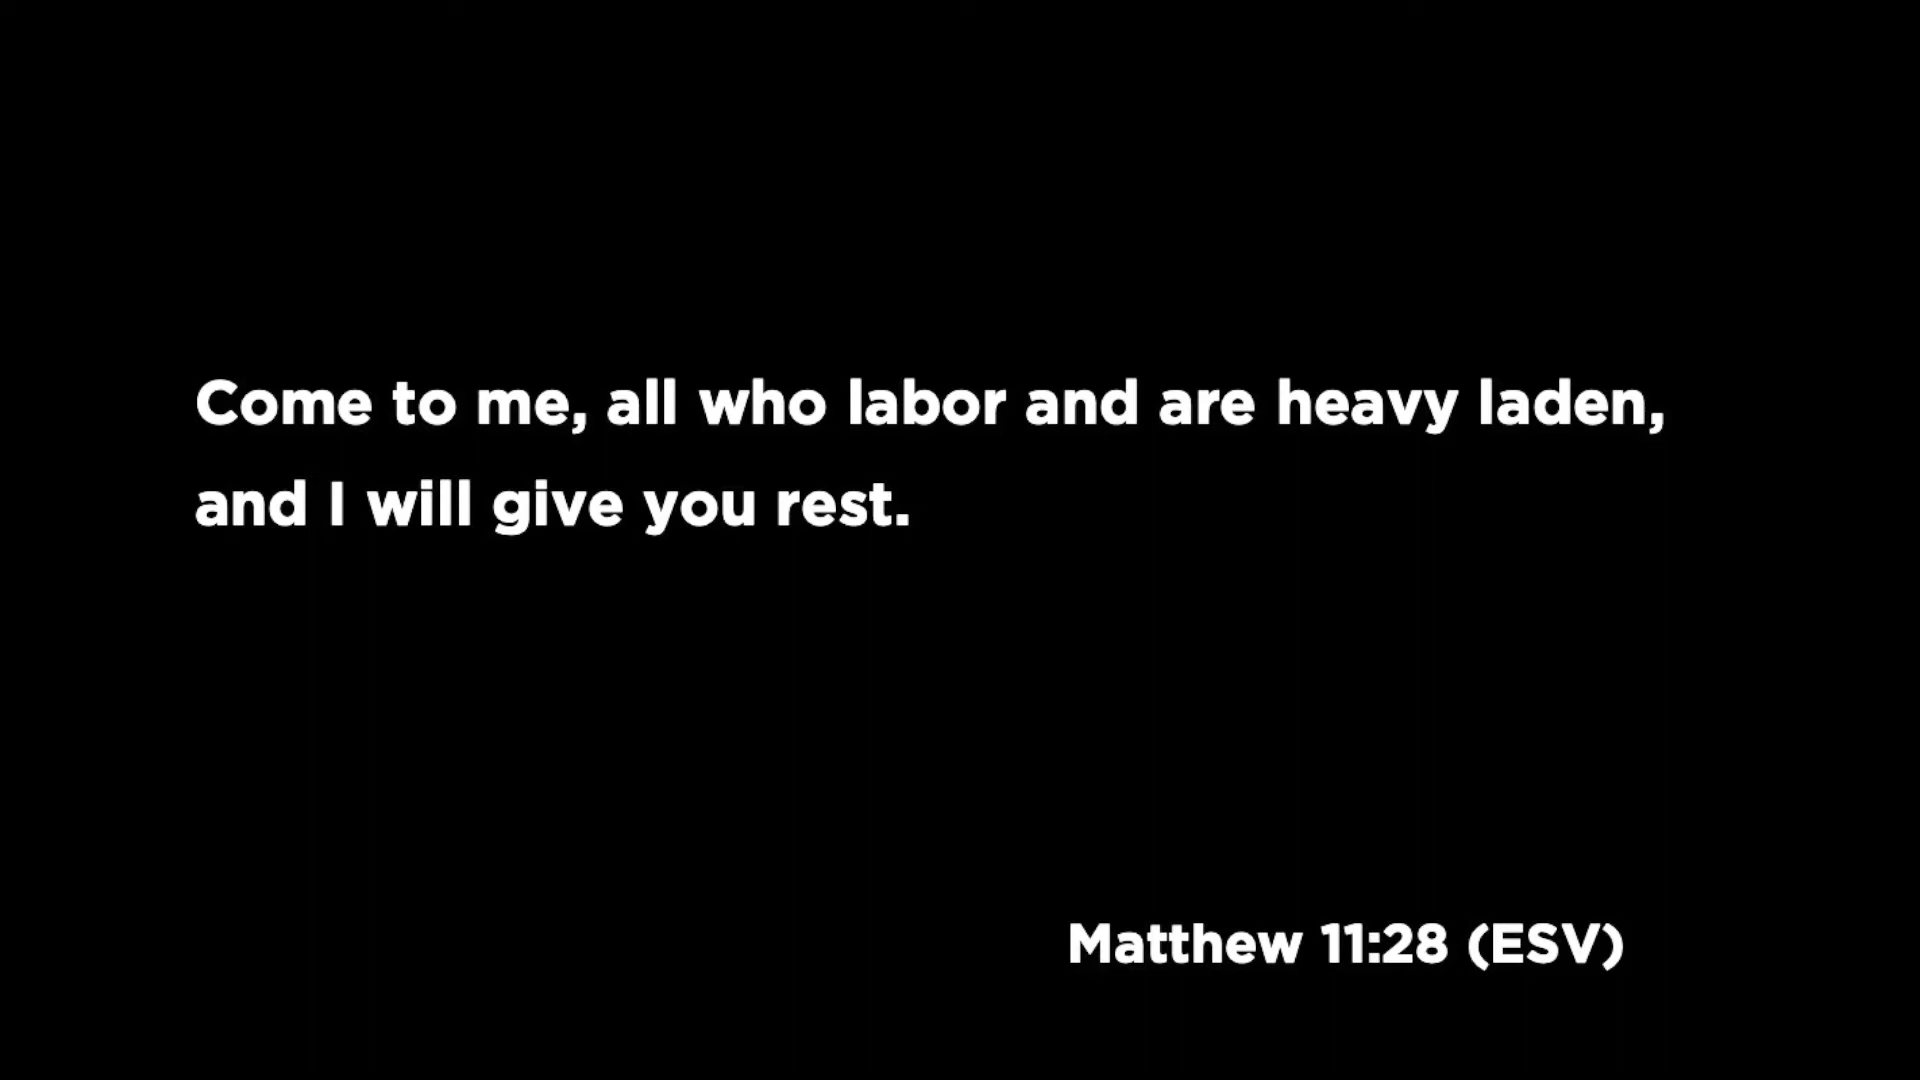 Come to me, all who labor and are heavy laden,
and I will give you rest.
Matthew 11:28 (ESV)